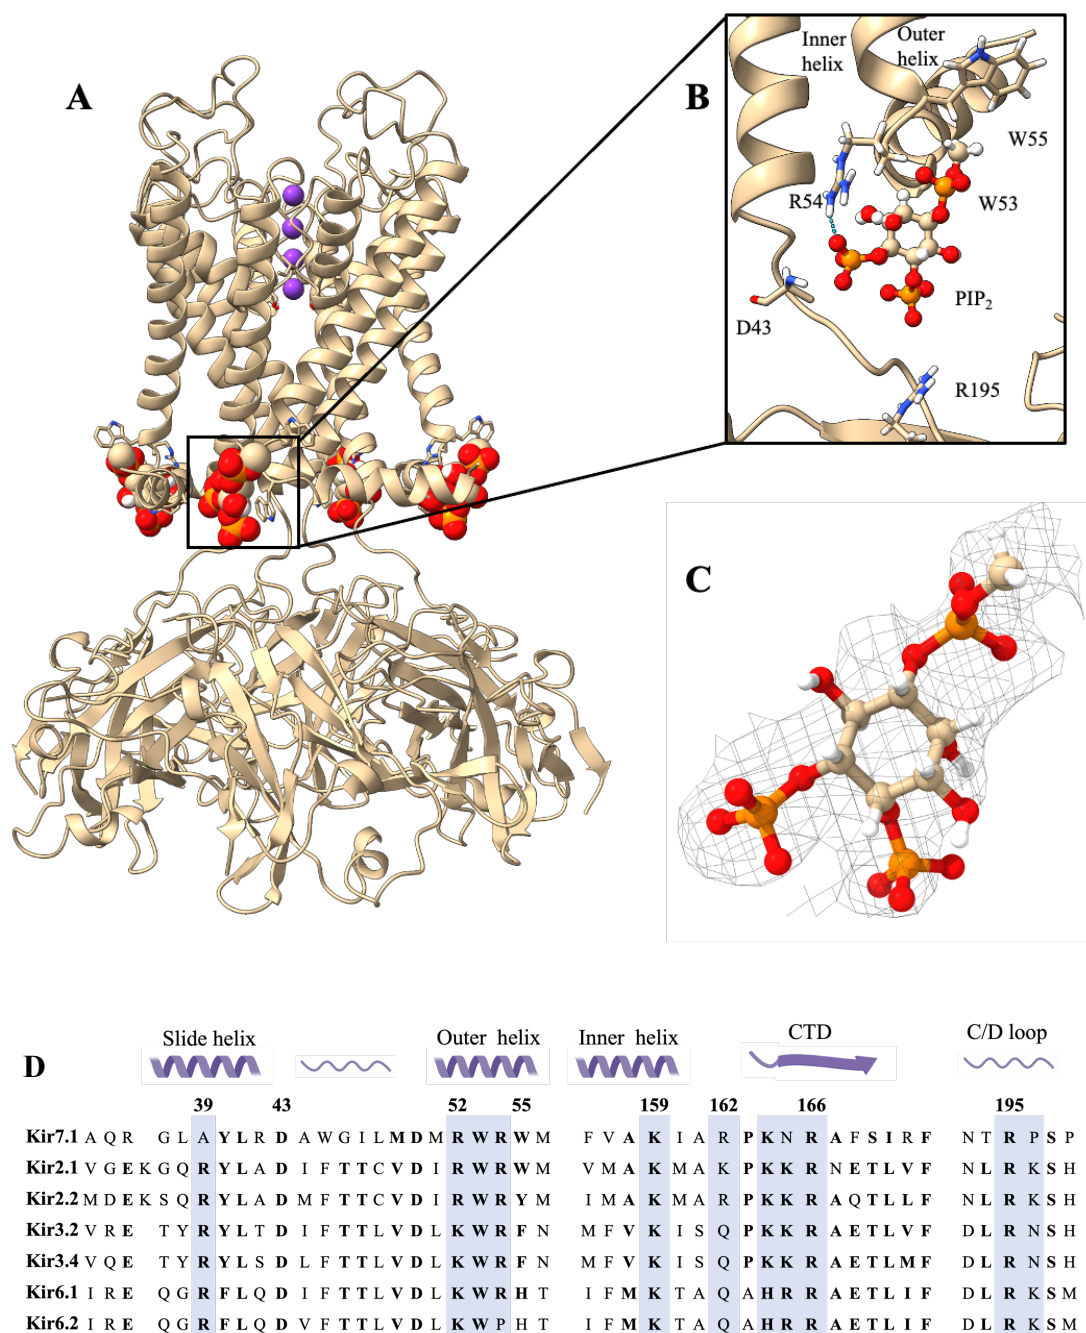 A
B
Inner
helix
Outer
helix
W55
R54
W53
PIP₂
D43
R195
C
D
Slide helix
Outer helix
Inner helix
CTD
C/D loop
39 43 52 55 159 162 166 195
Kir7.1 A Q R G L A Y L R D A W G I L M D M R W R W M F V A K I A R P K N R A F S I R F N T R P S P
Kir2.1 V G E K G Q R Y L A D I F T T C V D I R W R W M V M A K M A K P K K R N E T L V F N L R K S H
Kir2.2 M D E K S Q R Y L A D M F T T C V D I R W R Y M I M A K M A R P K K R A Q T L L F N L R K S H
Kir3.2 V R E T Y R Y L T D I F T T L V D L K W R F N M F V K I S Q P K K R A E T L V F D L R N S H
Kir3.4 V Q E T Y R Y L S D L F T T L V D L K W R F N M F V K I S Q P K K R A E T L M F D L R N S H
Kir6.1 I R E Q G R F L Q D I F T T L V D L K W R H T I F M K T A Q A H R R A E T L I F D L R K S M
Kir6.2 I R E Q G R F L Q D V F T T L V D L K W P H T I F M K T A Q A H R R A E T L I F D L R K S M